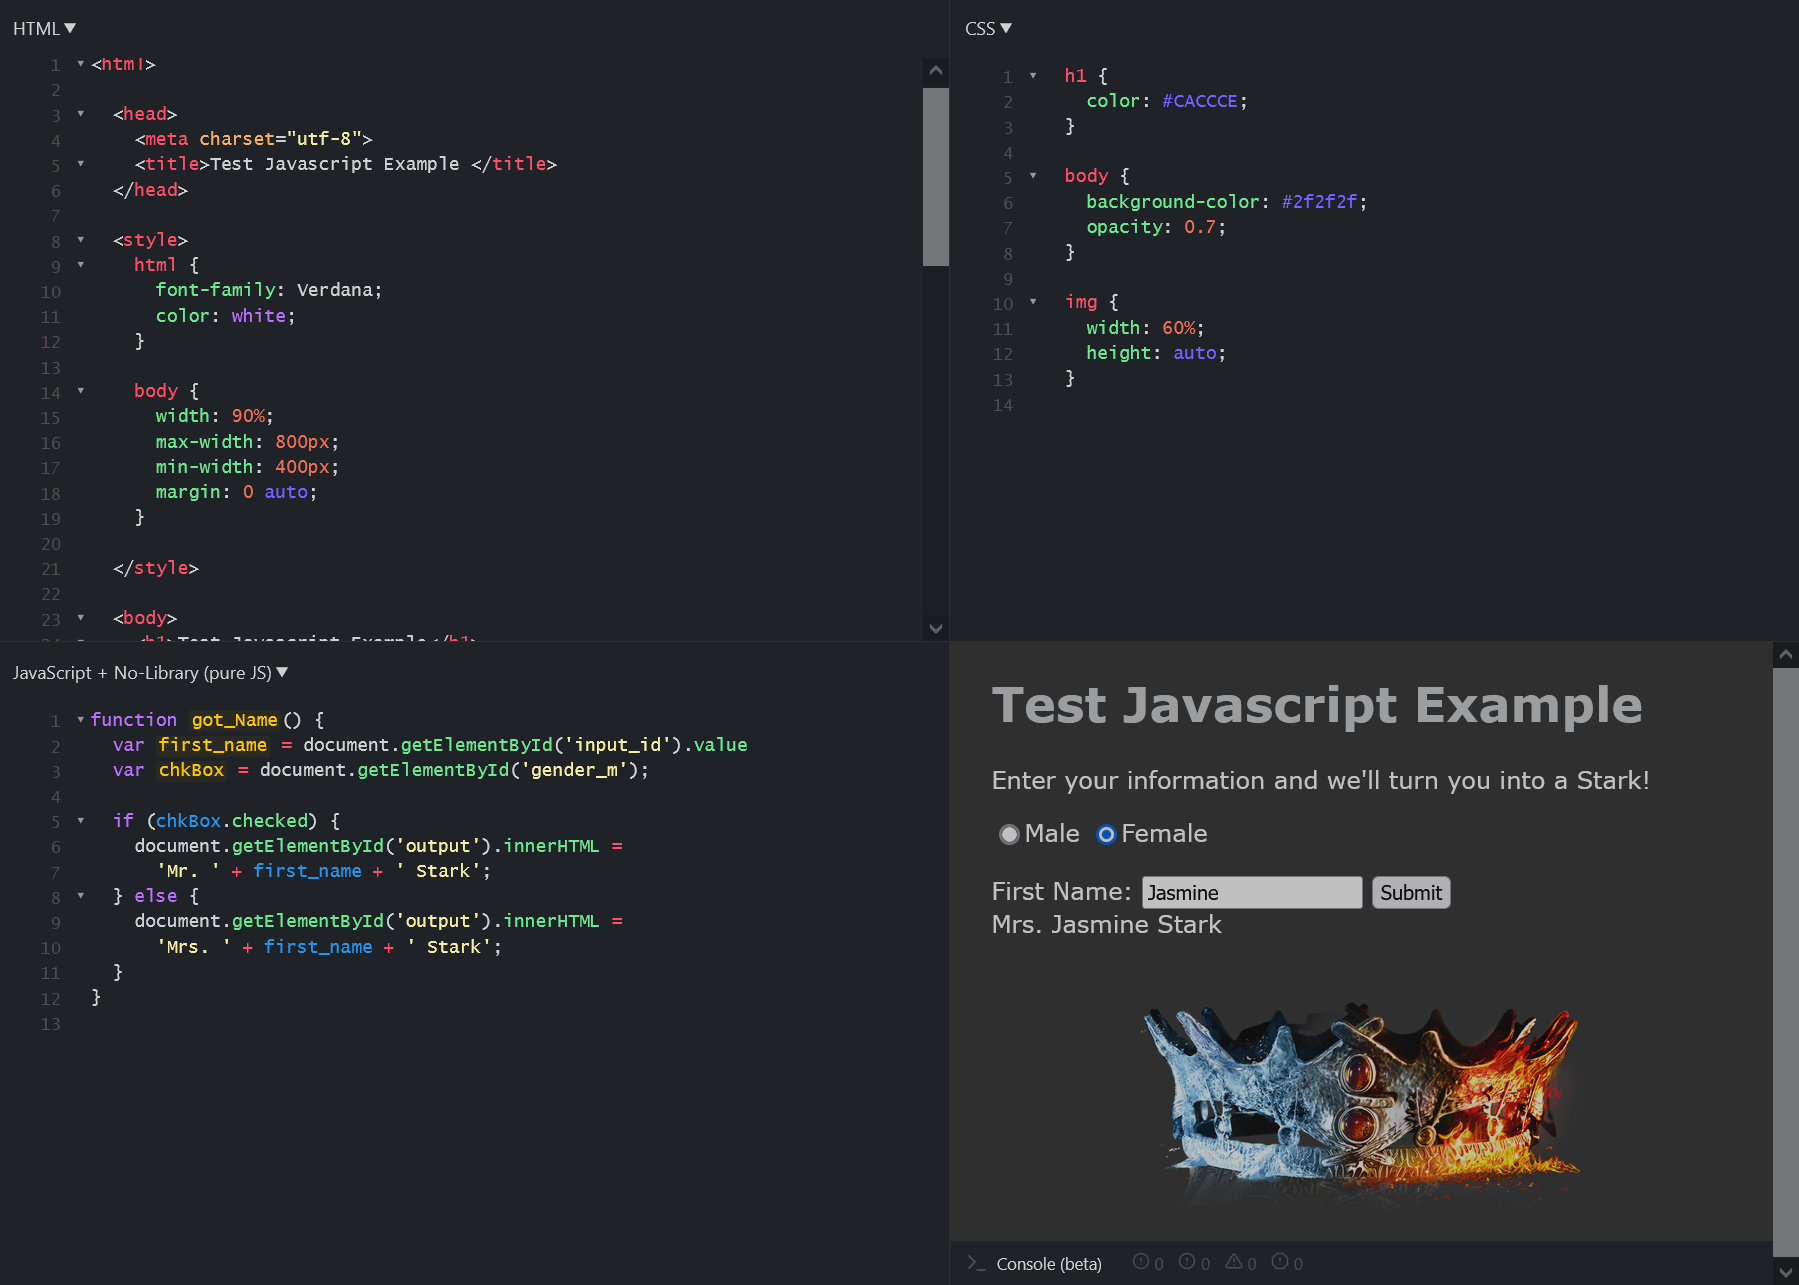 HTML▼
1 <html>
2
3 <head>
4 <meta charset="utf-8">
5 <title>Test Javascript Example </title>
6 </head>
7
8 <style>
9 html {
10 font-family: Verdana;
11 color: white;
12 }
13
14 body {
15 width: 90%;
16 max-width: 800px;
17 min-width: 400px;
18 margin: 0 auto;
19 }
20
21 </style>
22
23 <body>
24 <h1>Test Javascript Example</h1>
CSS▼
1 h1 {
2 color: #CACCCE;
3 }
4
5 body {
6 background-color: #2f2f2f;
7 opacity: 0.7;
8 }
9
10 img {
11 width: 60%;
12 height: auto;
13 }
14
JavaScript + No-Library (pure JS)▼
1 function got_Name() {
2 var first_name = document.getElementById('input_id').value
3 var chkBox = document.getElementById('gender_m');
4
5 if (chkBox.checked) {
6 document.getElementById('output').innerHTML =
7 'Mr. ' + first_name + ' Stark';
8 } else {
9 document.getElementById('output').innerHTML =
10 'Mrs. ' + first_name + ' Stark';
11 }
12 }
13
Test Javascript Example
Enter your information and we'll turn you into a Stark!
Male Female
First Name: Jasmine Submit
Mrs. Jasmine Stark
>_ Console (beta) 0 0 0 0